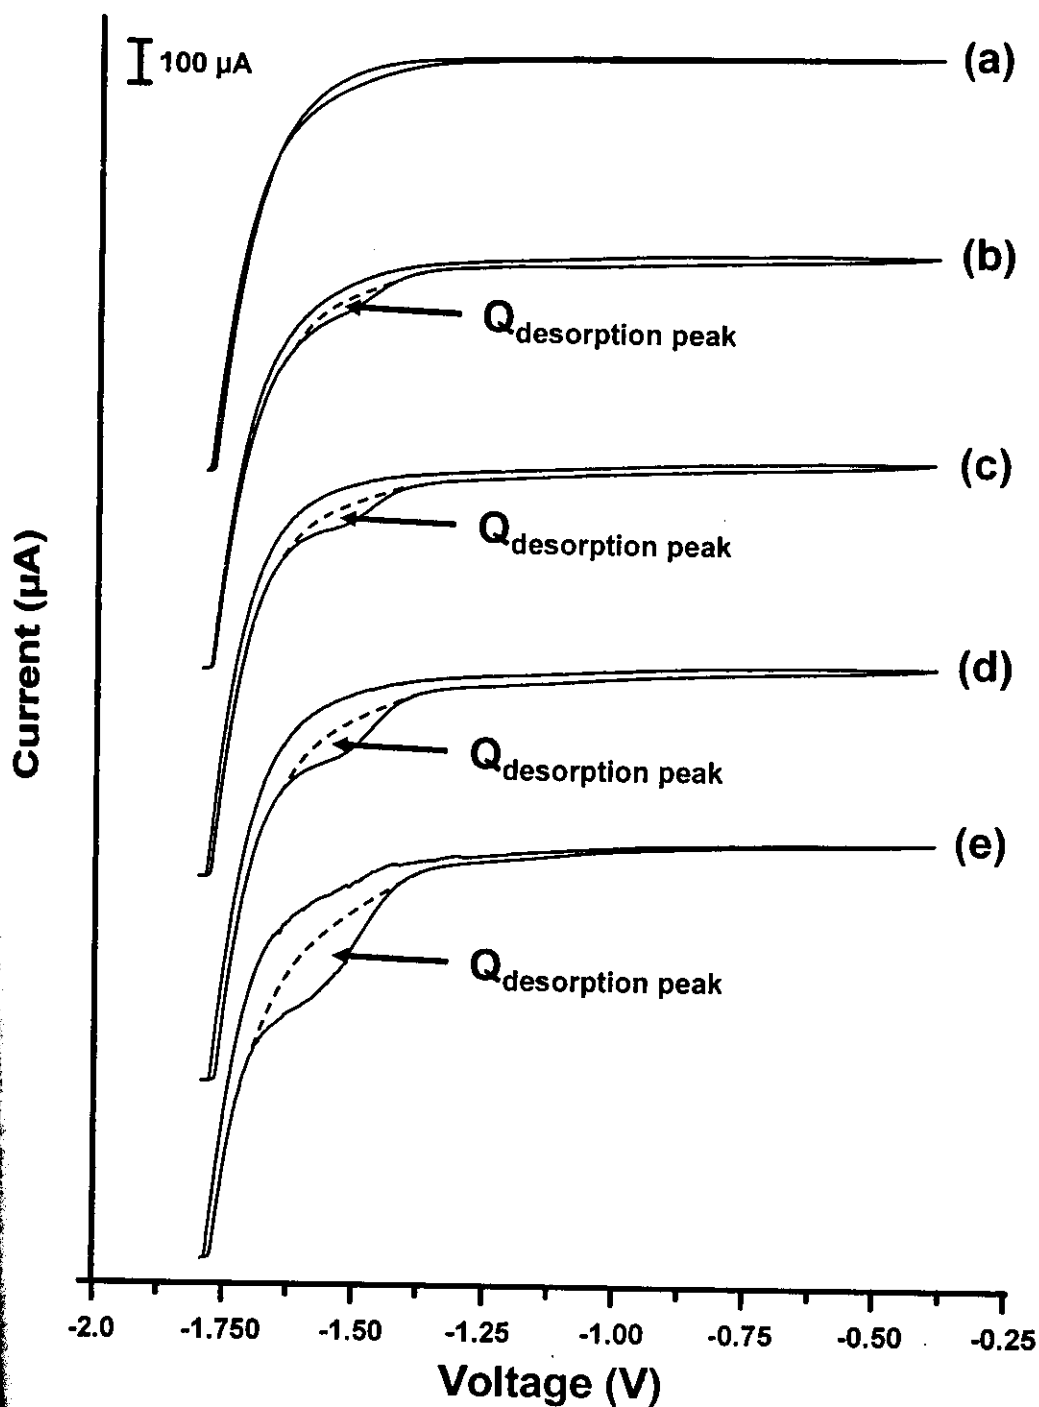 100 µA
(a)
(b)
Qdesorption peak
(c)
Qdesorption peak
(d)
Qdesorption peak
(e)
Qdesorption peak
Current (µA)
-2.0 -1.750 -1.50 -1.25 -1.00 -0.75 -0.50 -0.25
Voltage (V)